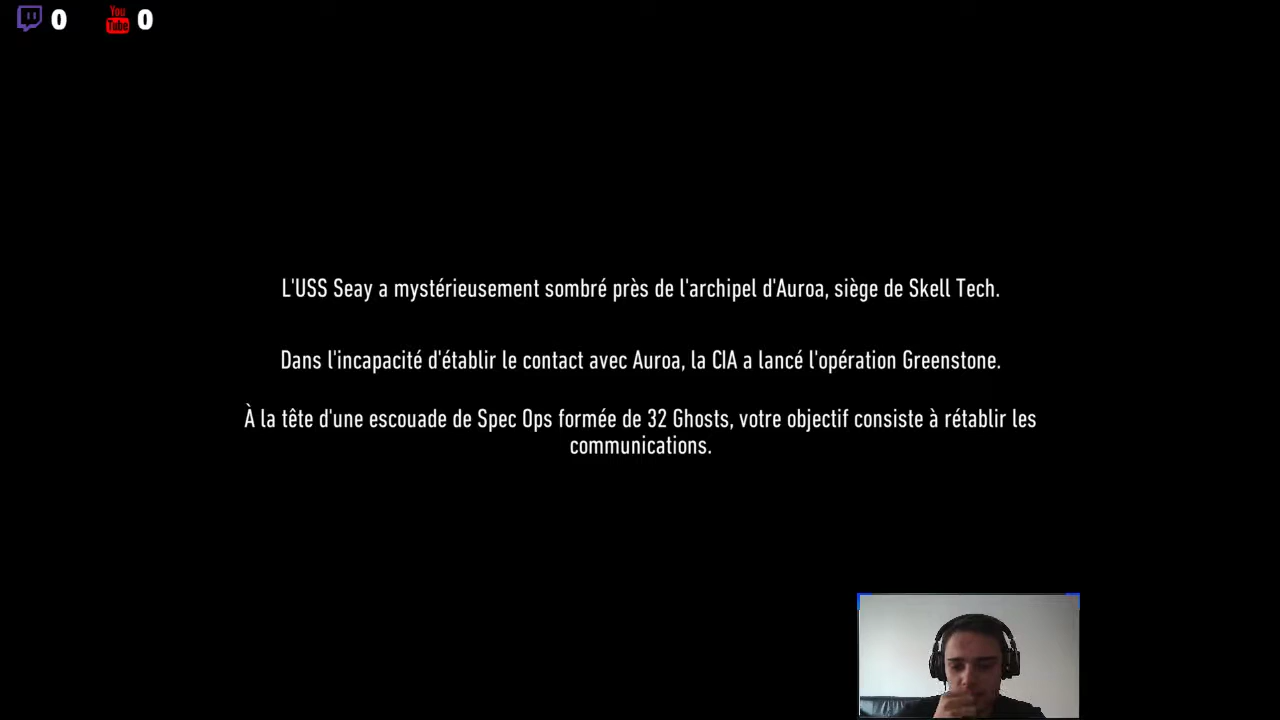 0 You Tube 0
L'USS Seay a mystérieusement sombré près de l'archipel d'Auroa, siège de Skell Tech.
Dans l'incapacité d'établir le contact avec Auroa, la CIA a lancé l'opération Greenstone.
À la tête d'une escouade de Spec Ops formée de 32 Ghosts, votre objectif consiste à rétablir les
communications.